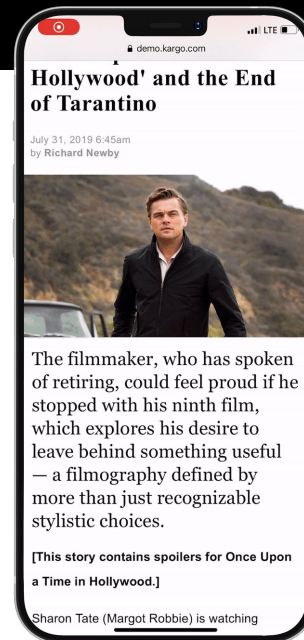 LTE
demo.kargo.com
Hollywood' and the End
of Tarantino
July 31, 2019 6:45am
by Richard Newby
The filmmaker, who has spoken
of retiring, could feel proud if he
stopped with his ninth film,
which explores his desire to
leave behind something useful
— a filmography defined by
more than just recognizable
stylistic choices.
[This story contains spoilers for Once Upon
a Time in Hollywood.]
Sharon Tate (Margot Robbie) is watching